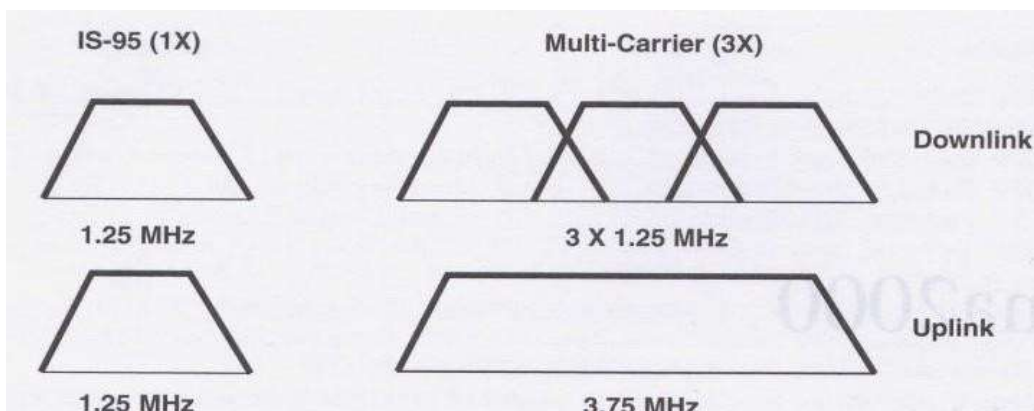 IS-95 (1X) Multi-Carrier (3X)
Downlink
1.25 MHz 3 X 1.25 MHz
Uplink
1.25 MHz 3.75 MHz